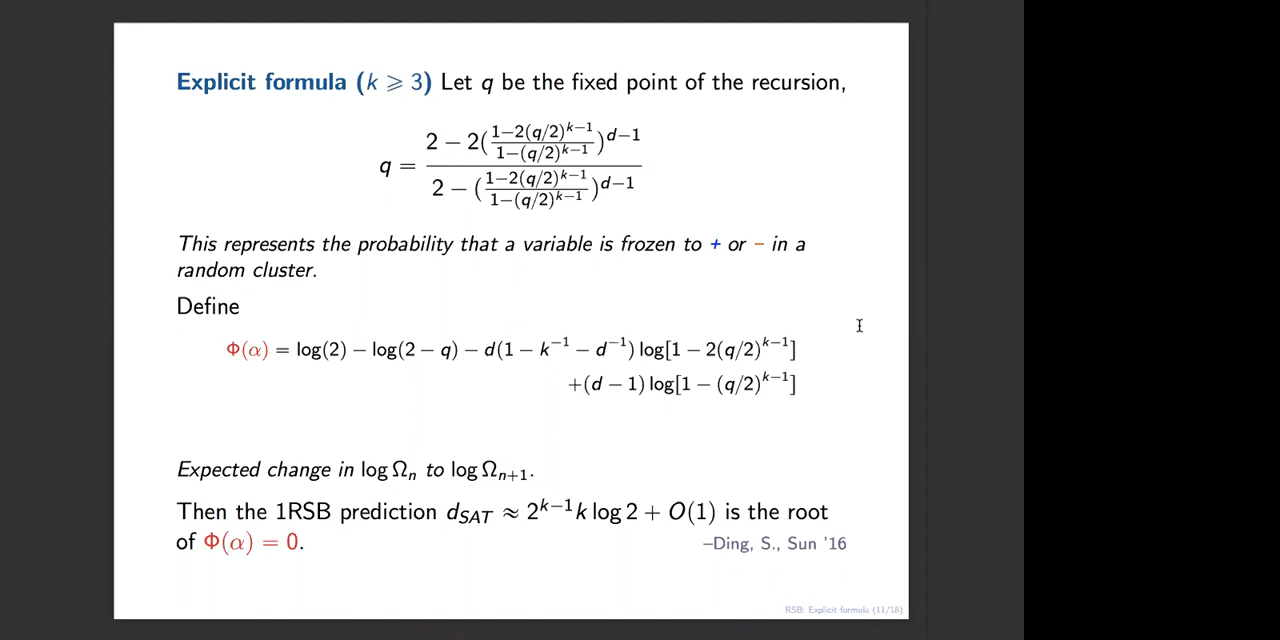 Explicit formula (k ⩾ 3) Let q be the fixed point of the recursion,
q = \frac{2 - 2(\frac{1-2(q/2)^{k-1}}{1-(q/2)^{k-1}})^{d-1}}{2 - (\frac{1-2(q/2)^{k-1}}{1-(q/2)^{k-1}})^{d-1}}
This represents the probability that a variable is frozen to + or - in a
random cluster.
Define
Φ(α) = log(2) − log(2 − q) − d(1 − k^{−1} − d^{−1}) log[1 − 2(q/2)^{k−1}]
+(d − 1) log[1 − (q/2)^{k−1}]
Expected change in log Ω_n to log Ω_{n+1}.
Then the 1RSB prediction d_{SAT} ≈ 2^{k−1}k log 2 + O(1) is the root
of Φ(α) = 0.
–Ding, S., Sun '16
RSB: Explicit formula (11/18)